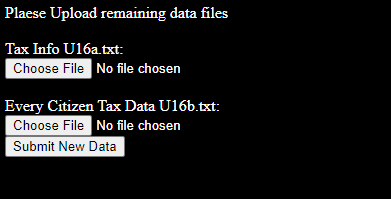 Plaese Upload remaining data files
Tax Info U16a.txt:
Choose File No file chosen
Every Citizen Tax Data U16b.txt:
Choose File No file chosen
Submit New Data